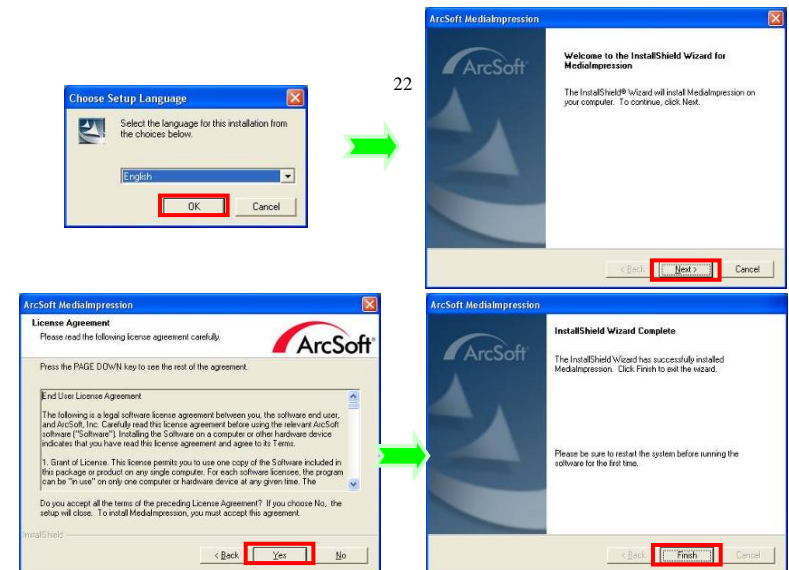 Choose Setup Language
Select the language for this installation from
the choices below.
English
OK Cancel
22
ArcSoft MediaImpression
ArcSoft
Welcome to the InstallShield Wizard for
MediaImpression
The InstallShield® Wizard will install MediaImpression on
your computer. To continue, click Next.
< Back Next > Cancel
ArcSoft MediaImpression
License Agreement
Please read the following license agreement carefully.
ArcSoft
Press the PAGE DOWN key to see the rest of the agreement.
End User License Agreement
The following is a legal software license agreement between you, the software end user,
and ArcSoft, Inc. Carefully read this license agreement before using the relevant ArcSoft
software ("Software"). Installing the Software on a computer or other hardware device
indicates that you have read this license agreement and agree to its Terms.
1. Grant of License. This license permits you to use one copy of the Software included in
this package or product on any single computer. For each software licensee, the program
can be "in use" on only one computer or hardware device at any given time. The
Do you accept all the terms of the preceding License Agreement? If you choose No, the
setup will close. To install MediaImpression, you must accept this agreement.
InstallShield
< Back Yes No
ArcSoft MediaImpression
ArcSoft
InstallShield Wizard Complete
The InstallShield Wizard has successfully installed
MediaImpression. Click Finish to exit the wizard.
Please be sure to restart the system before running the
software for the first time.
< Back Finish Cancel